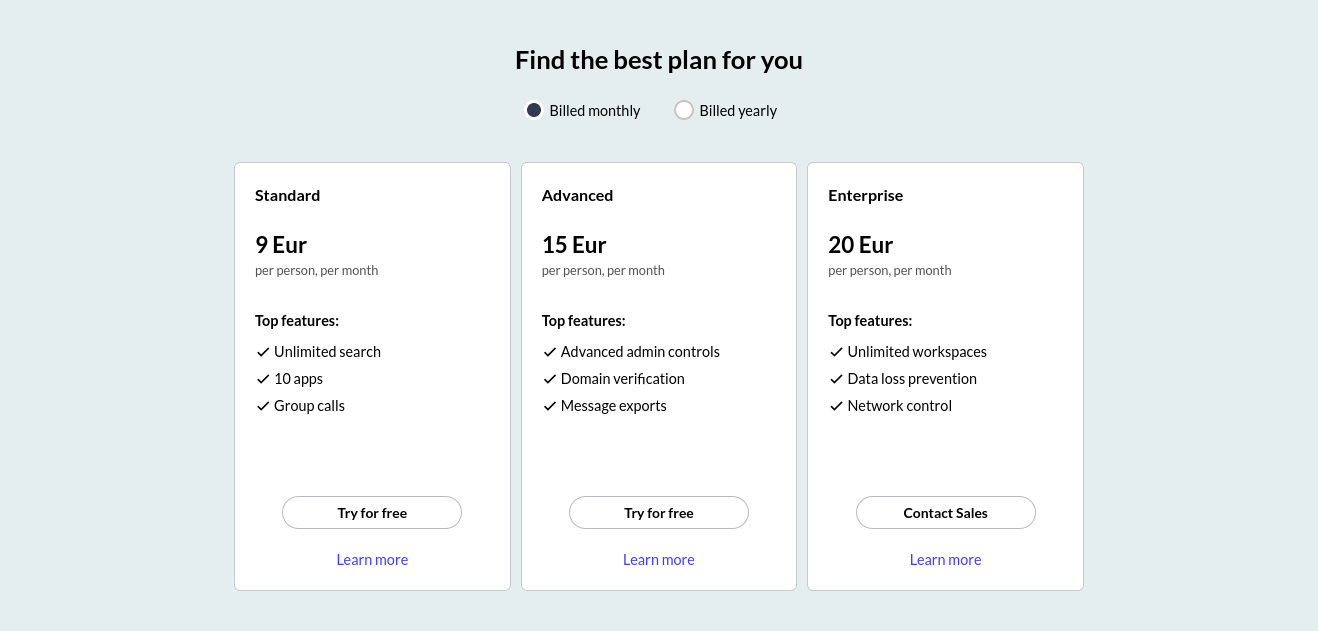 Find the best plan for you
Billed monthly
Billed yearly
Standard
9 Eur
per person, per month
Top features:
Unlimited search
10 apps
Group calls
Try for free
Learn more
Advanced
15 Eur
per person, per month
Top features:
Advanced admin controls
Domain verification
Message exports
Try for free
Learn more
Enterprise
20 Eur
per person, per month
Top features:
Unlimited workspaces
Data loss prevention
Network control
Contact Sales
Learn more